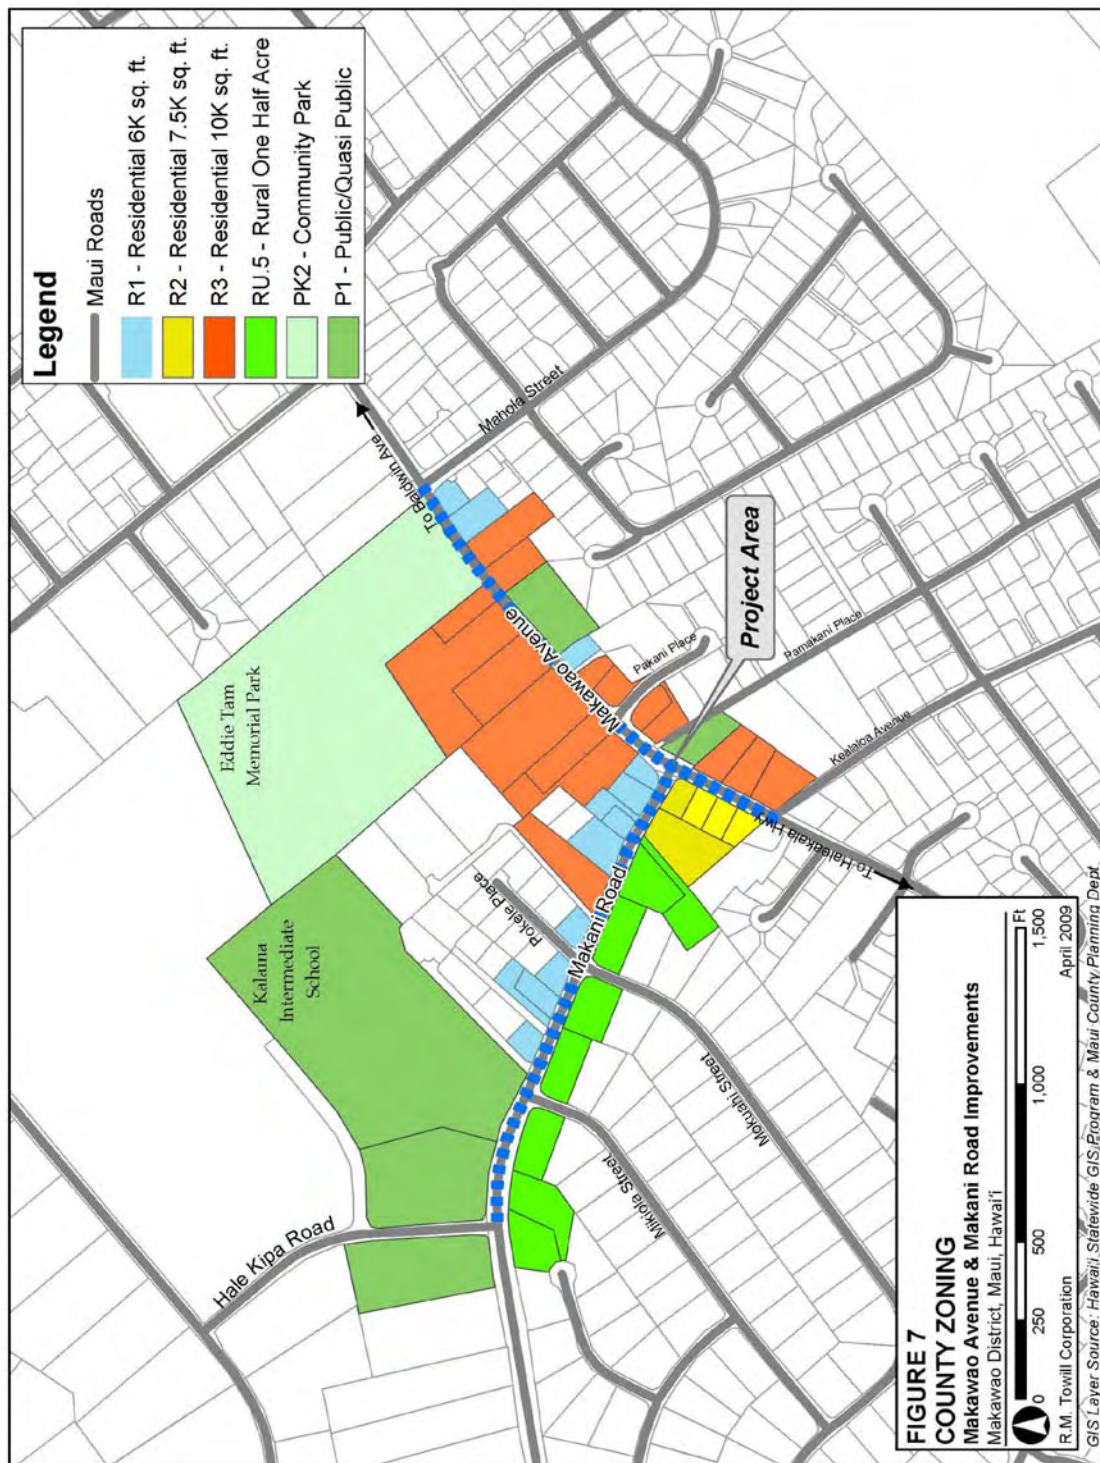 Legend
Maui Roads
R1 - Residential 6K sq. ft.
R2 - Residential 7.5K sq. ft.
R3 - Residential 10K sq. ft.
RU.5 - Rural One Half Acre
PK2 - Community Park
P1 - Public/Quasi Public
To Baldwin Ave
Mahola Street
Eddie Tam
Memorial Park
Makawao Avenue
Project Area
Pakani Place
Ramakani Place
Kealaloa Avenue
To Haleakala Hwy
Kalama
Intermediate
School
Pokele Place
Makani Road
Mokuahi Street
Mikiola Street
Hale Kipa Road
FIGURE 7
COUNTY ZONING
Makawao Avenue & Makani Road Improvements
Makawao District, Maui, Hawai'i
0 250 500 1,000 1,500
Ft
R.M. Towill Corporation April 2009
GIS Layer Source: Hawai'i Statewide GIS Program & Maui County Planning Dept.